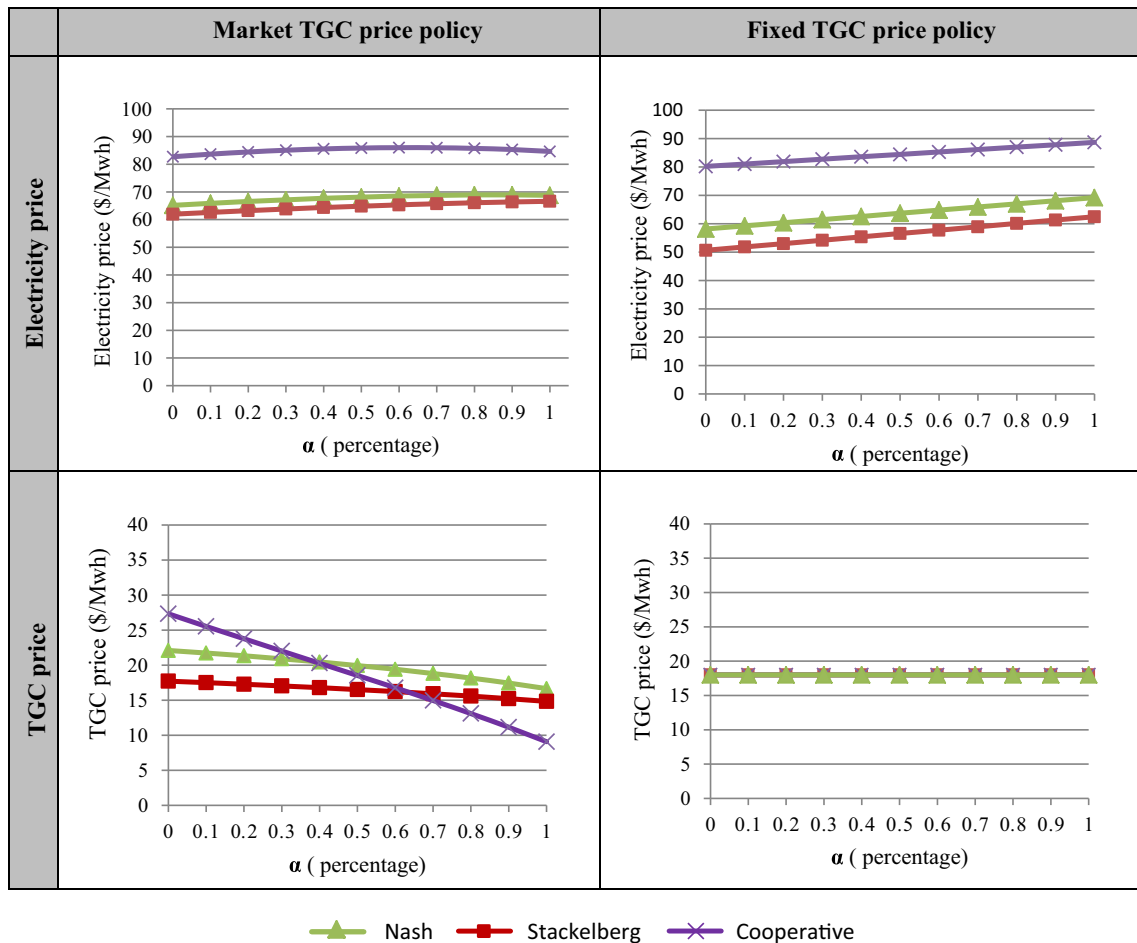 Market TGC price policy
Fixed TGC price policy
Electricity price
Electricity price ($/Mwh)
100
90
80
70
60
50
40
30
20
10
0
0 0.1 0.2 0.3 0.4 0.5 0.6 0.7 0.8 0.9 1
α ( percentage)
Electricity price ($/Mwh)
100
90
80
70
60
50
40
30
20
10
0
0 0.1 0.2 0.3 0.4 0.5 0.6 0.7 0.8 0.9 1
α ( percentage)
TGC price
TGC price ($/Mwh)
40
35
30
25
20
15
10
5
0
0 0.1 0.2 0.3 0.4 0.5 0.6 0.7 0.8 0.9 1
α ( percentage)
TGC price ($/Mwh)
40
35
30
25
20
15
10
5
0
0 0.1 0.2 0.3 0.4 0.5 0.6 0.7 0.8 0.9 1
α ( percentage)
Nash Stackelberg Cooperative